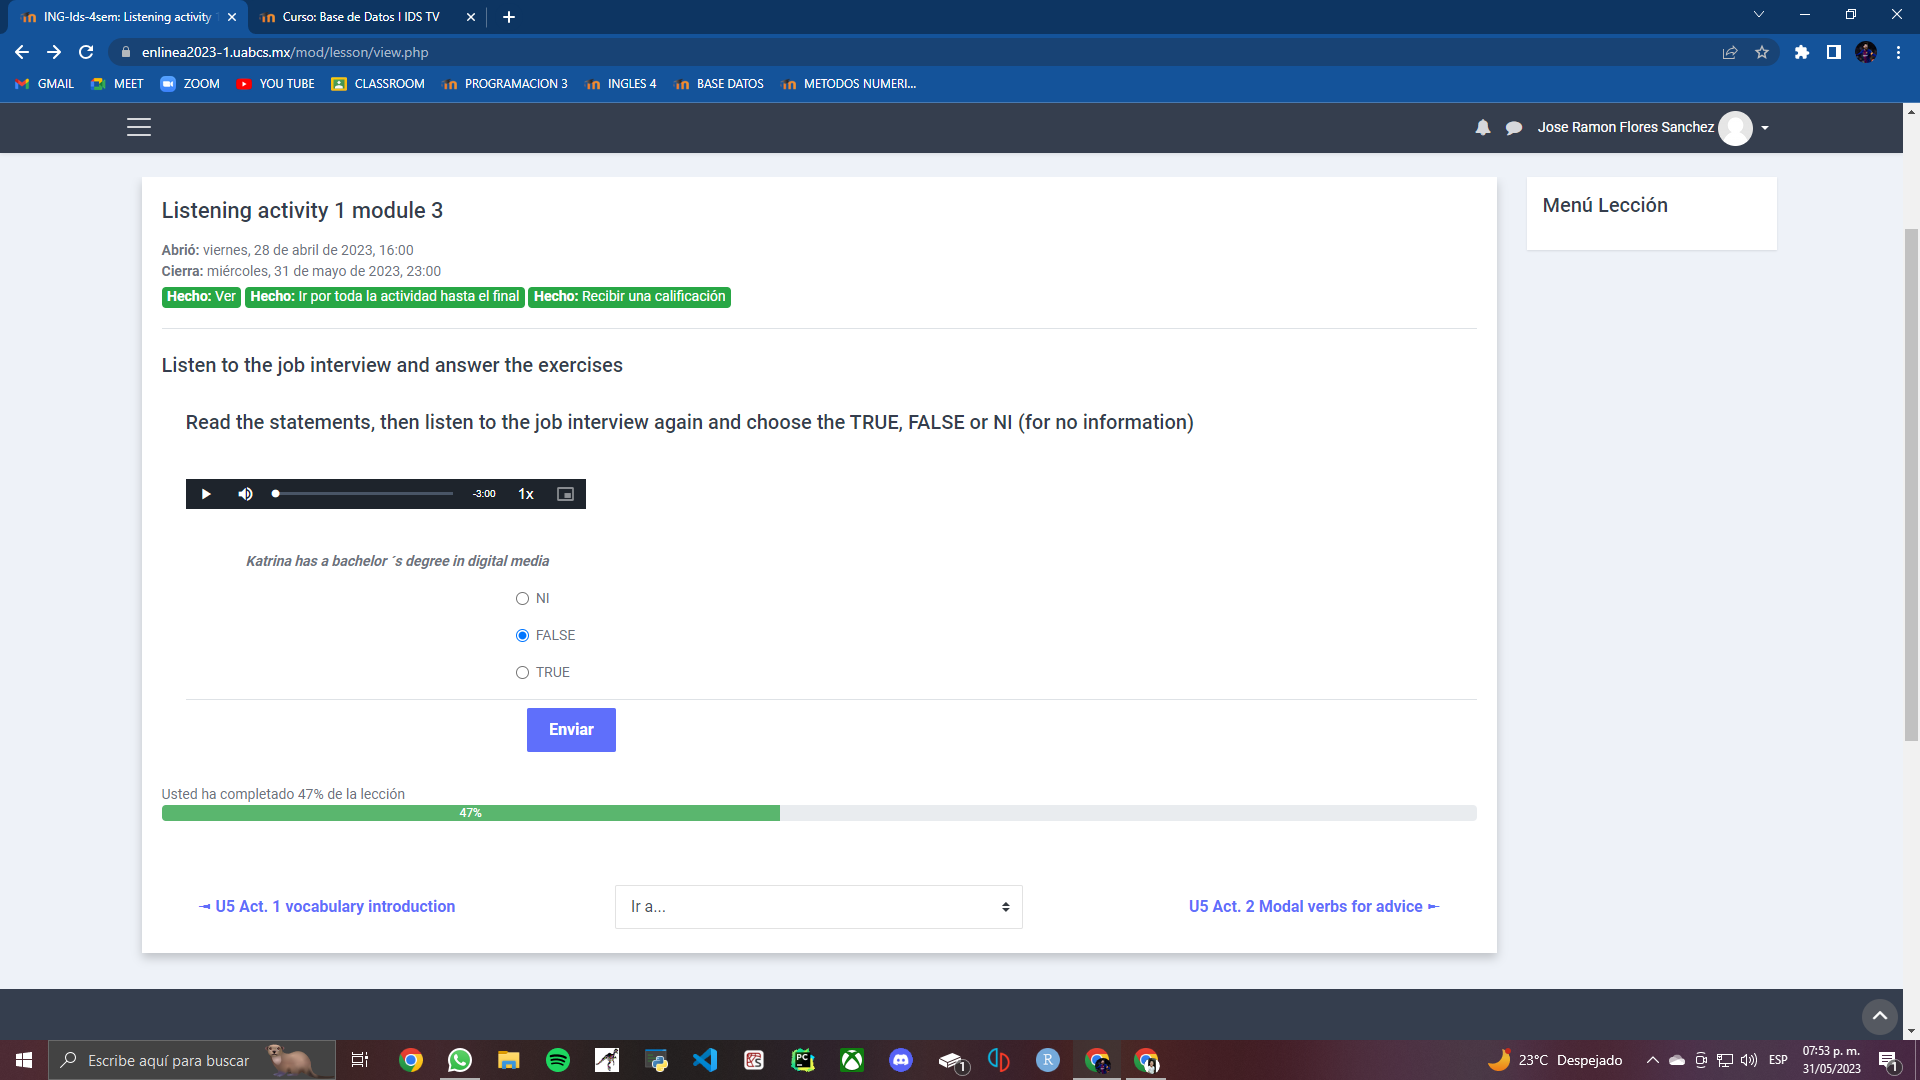 ING-Ids-4sem: Listening activity 1
Curso: Base de Datos I IDS TV
enlinea2023-1.uabcs.mx/mod/lesson/view.php
GMAIL
MEET
ZOOM
YOU TUBE
CLASSROOM
PROGRAMACION 3
INGLES 4
BASE DATOS
METODOS NUMERI...
Jose Ramon Flores Sanchez
Listening activity 1 module 3
Menú Lección
Abrió: viernes, 28 de abril de 2023, 16:00
Cierra: miércoles, 31 de mayo de 2023, 23:00
Hecho: Ver
Hecho: Ir por toda la actividad hasta el final
Hecho: Recibir una calificación
Listen to the job interview and answer the exercises
Read the statements, then listen to the job interview again and choose the TRUE, FALSE or NI (for no information)
-3:00
1x
Katrina has a bachelor ´s degree in digital media
NI
FALSE
TRUE
Enviar
Usted ha completado 47% de la lección
47%
⊸ U5 Act. 1 vocabulary introduction
Ir a...
U5 Act. 2 Modal verbs for advice ⟜
Escribe aquí para buscar
PC
R
1
23°C Despejado
ESP
07:53 p. m.
31/05/2023
1